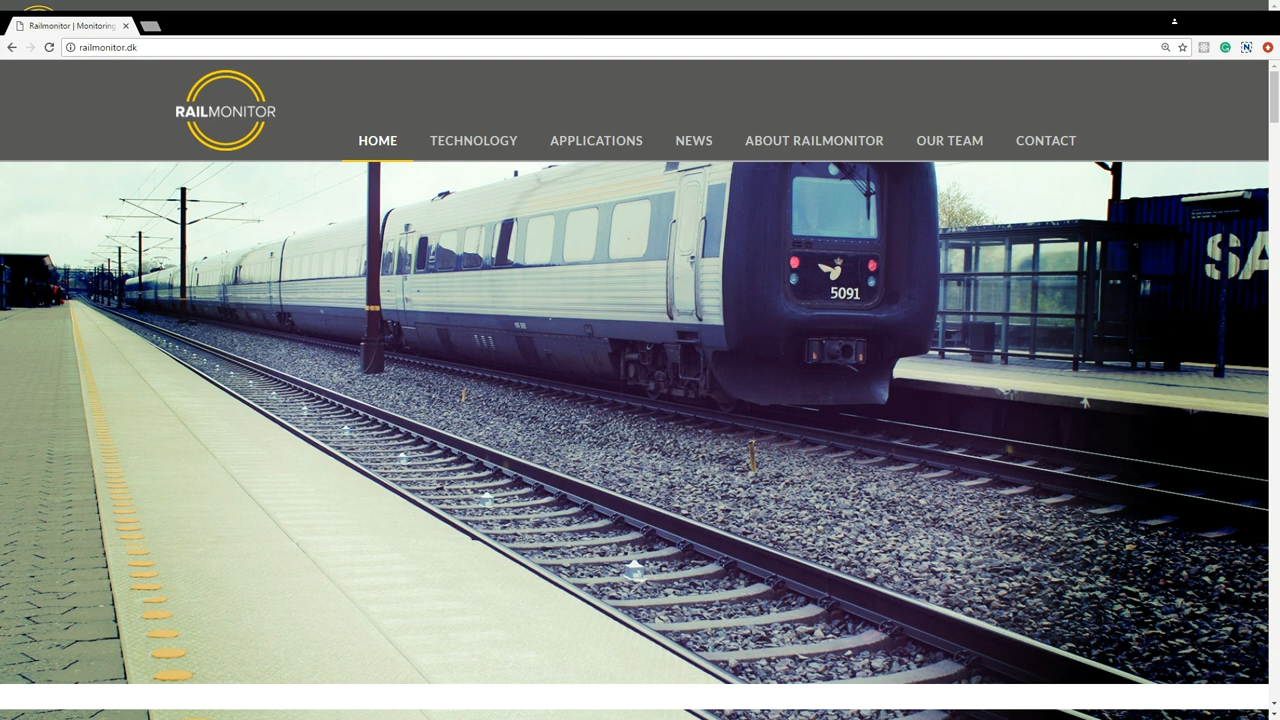 Railmonitor | Monitoring
railmonitor.dk
RAILMONITOR
HOME TECHNOLOGY APPLICATIONS NEWS ABOUT RAILMONITOR OUR TEAM CONTACT
5091
SA